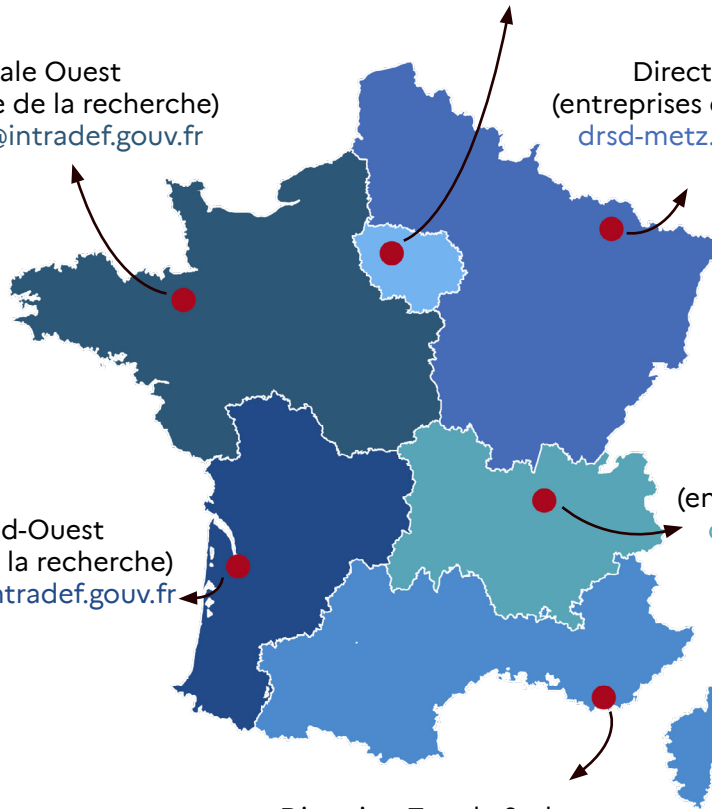 ale Ouest
e de la recherche)
@intradef.gouv.fr
Direct
(entreprises
drsd-metz.
d-Ouest
la recherche)
ntradef.gouv.fr
(en